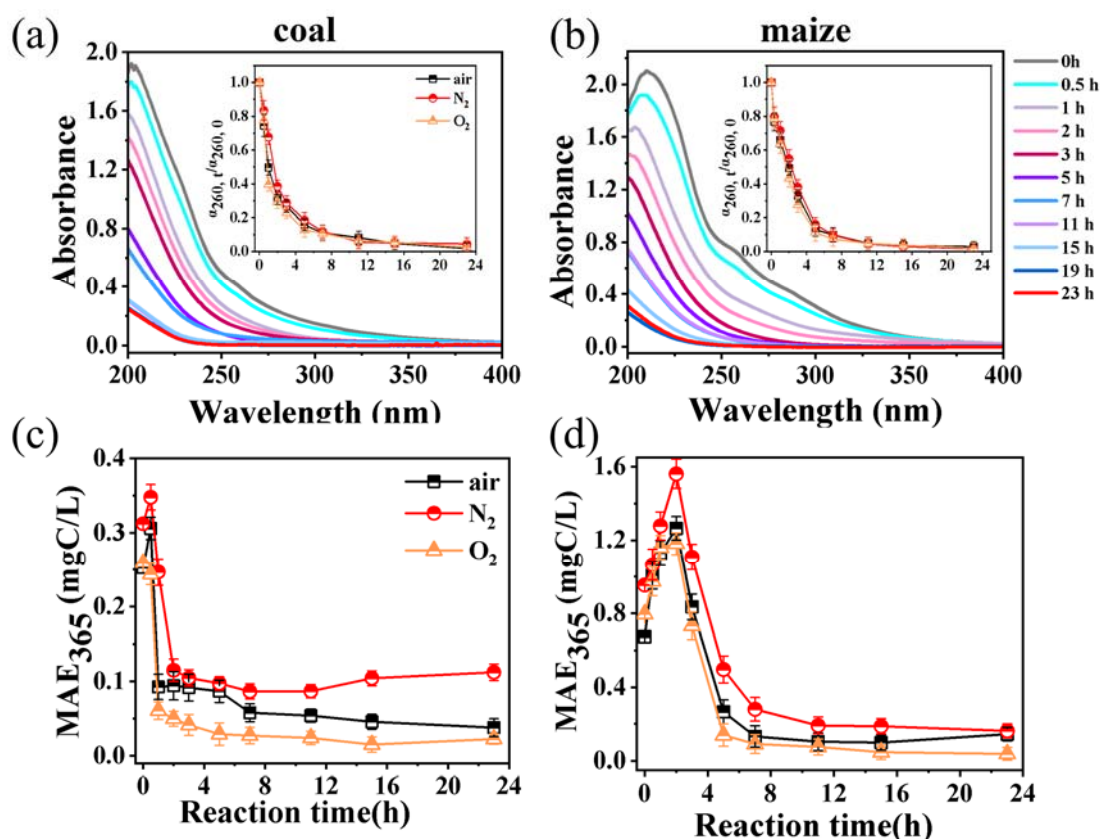 (a)
coal
Absorbance
2.0
1.6
1.2
0.8
0.4
0.0
200
250
300
350
400
Wavelength (nm)
α260, t/α260, 0
1.0
0.8
0.6
0.4
0.2
0.0
0
4
8
12
16
20
24
air
N2
O2
(b)
maize
Absorbance
2.0
1.6
1.2
0.8
0.4
0.0
200
250
300
350
400
Wavelength (nm)
α260, t/α260, 0
1.0
0.8
0.6
0.4
0.2
0.0
0
4
8
12
16
20
24
0h
0.5 h
1 h
2 h
3 h
5 h
7 h
11 h
15 h
19 h
23 h
(c)
MAE365 (mgC/L)
0.4
0.3
0.2
0.1
0.0
0
4
8
12
16
20
24
Reaction time(h)
air
N2
O2
(d)
MAE365 (mgC/L)
1.6
1.2
0.8
0.4
0.0
0
4
8
12
16
20
24
Reaction time(h)